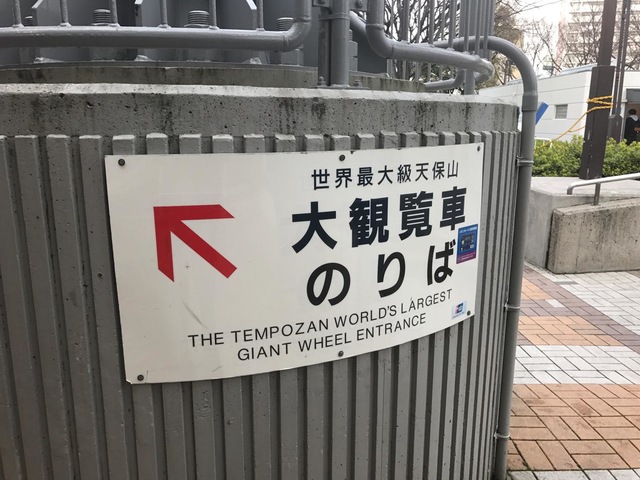 世界最大級天保山
大観覧車
のりば
THE TEMPOZAN WORLD'S LARGEST
GIANT WHEEL ENTRANCE